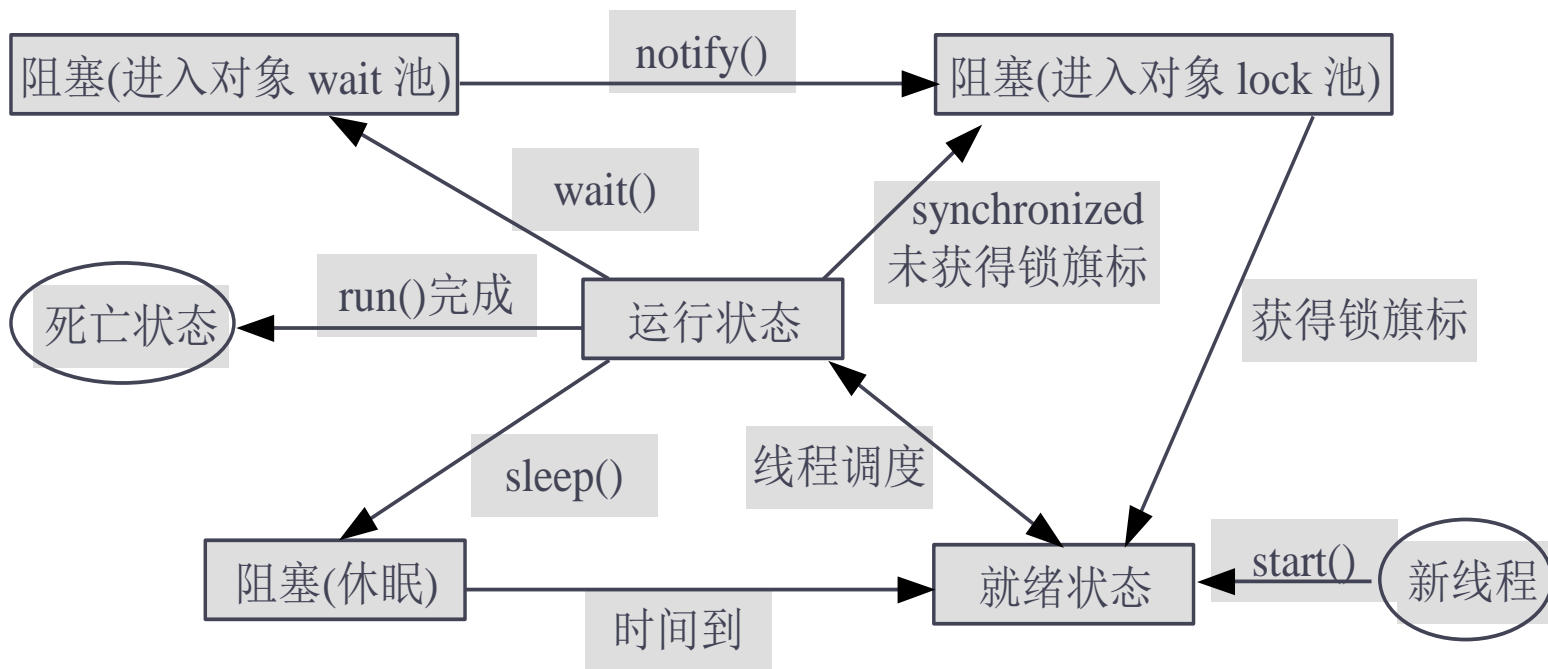 notify()
阻塞(进入对象 wait 池)
阻塞(进入对象 lock 池)
wait()
synchronized
未获得锁旗标
run()完成
死亡状态
运行状态
获得锁旗标
线程调度
sleep()
start()
阻塞(休眠)
就绪状态
新线程
时间到